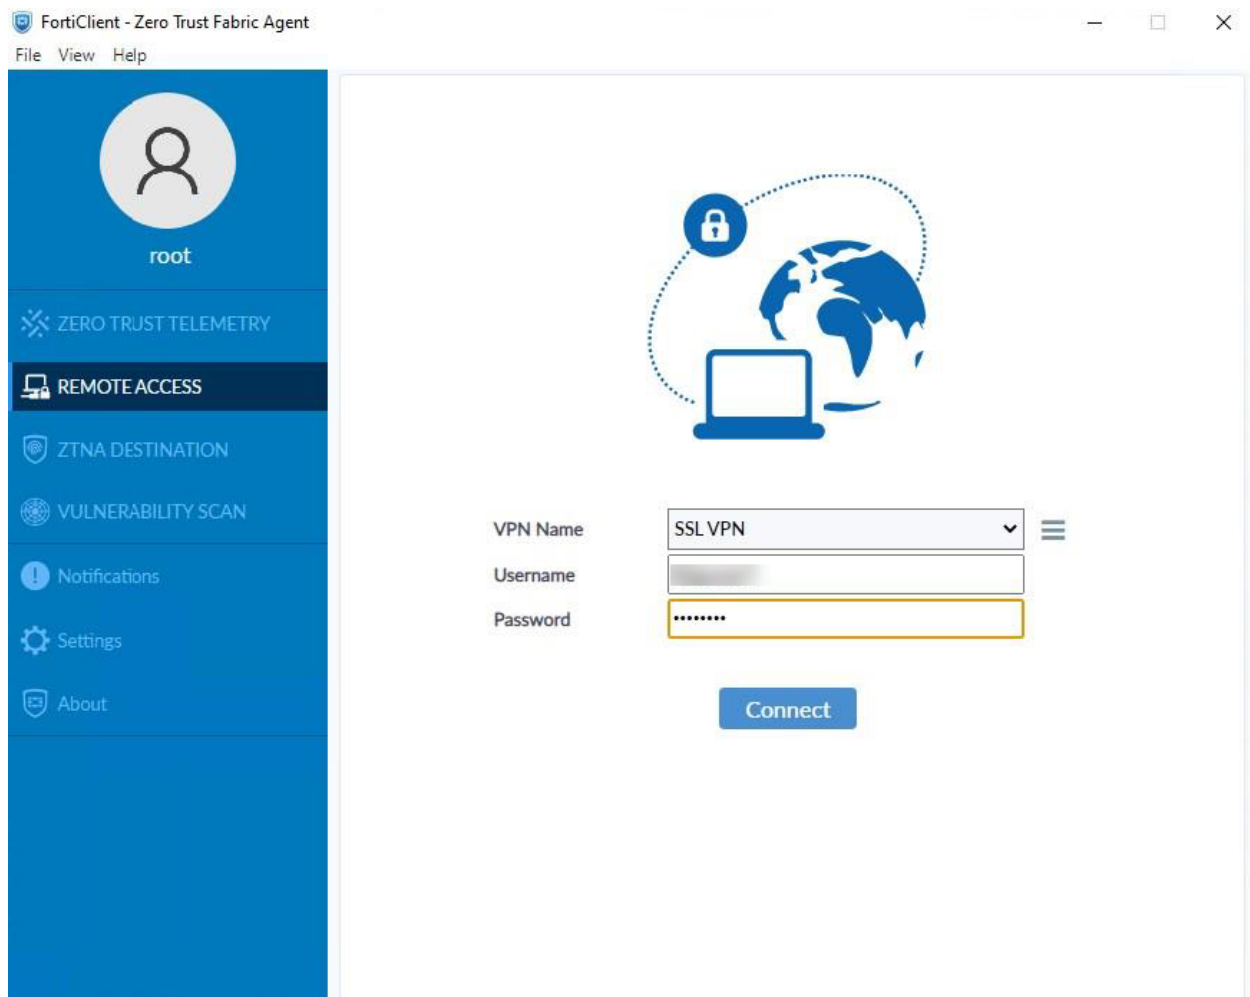 FortiClient - Zero Trust Fabric Agent
File View Help
root
ZERO TRUST TELEMETRY
REMOTE ACCESS
ZTNA DESTINATION
VULNERABILITY SCAN
Notifications
Settings
About
VPN Name SSL VPN
Username
Password ••••••••
Connect